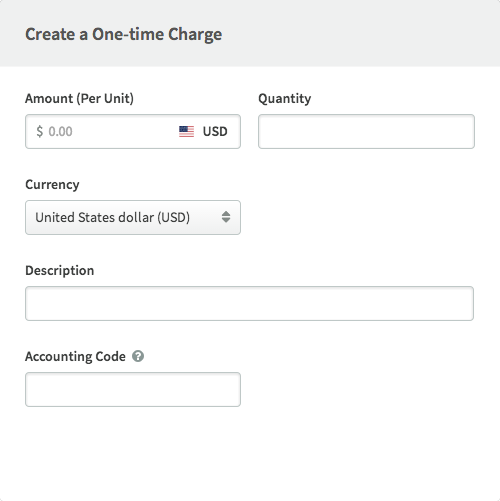 Create a One-time Charge
Amount (Per Unit) Quantity
$ 0.00 USD
Currency
United States dollar (USD)
Description
Accounting Code ?